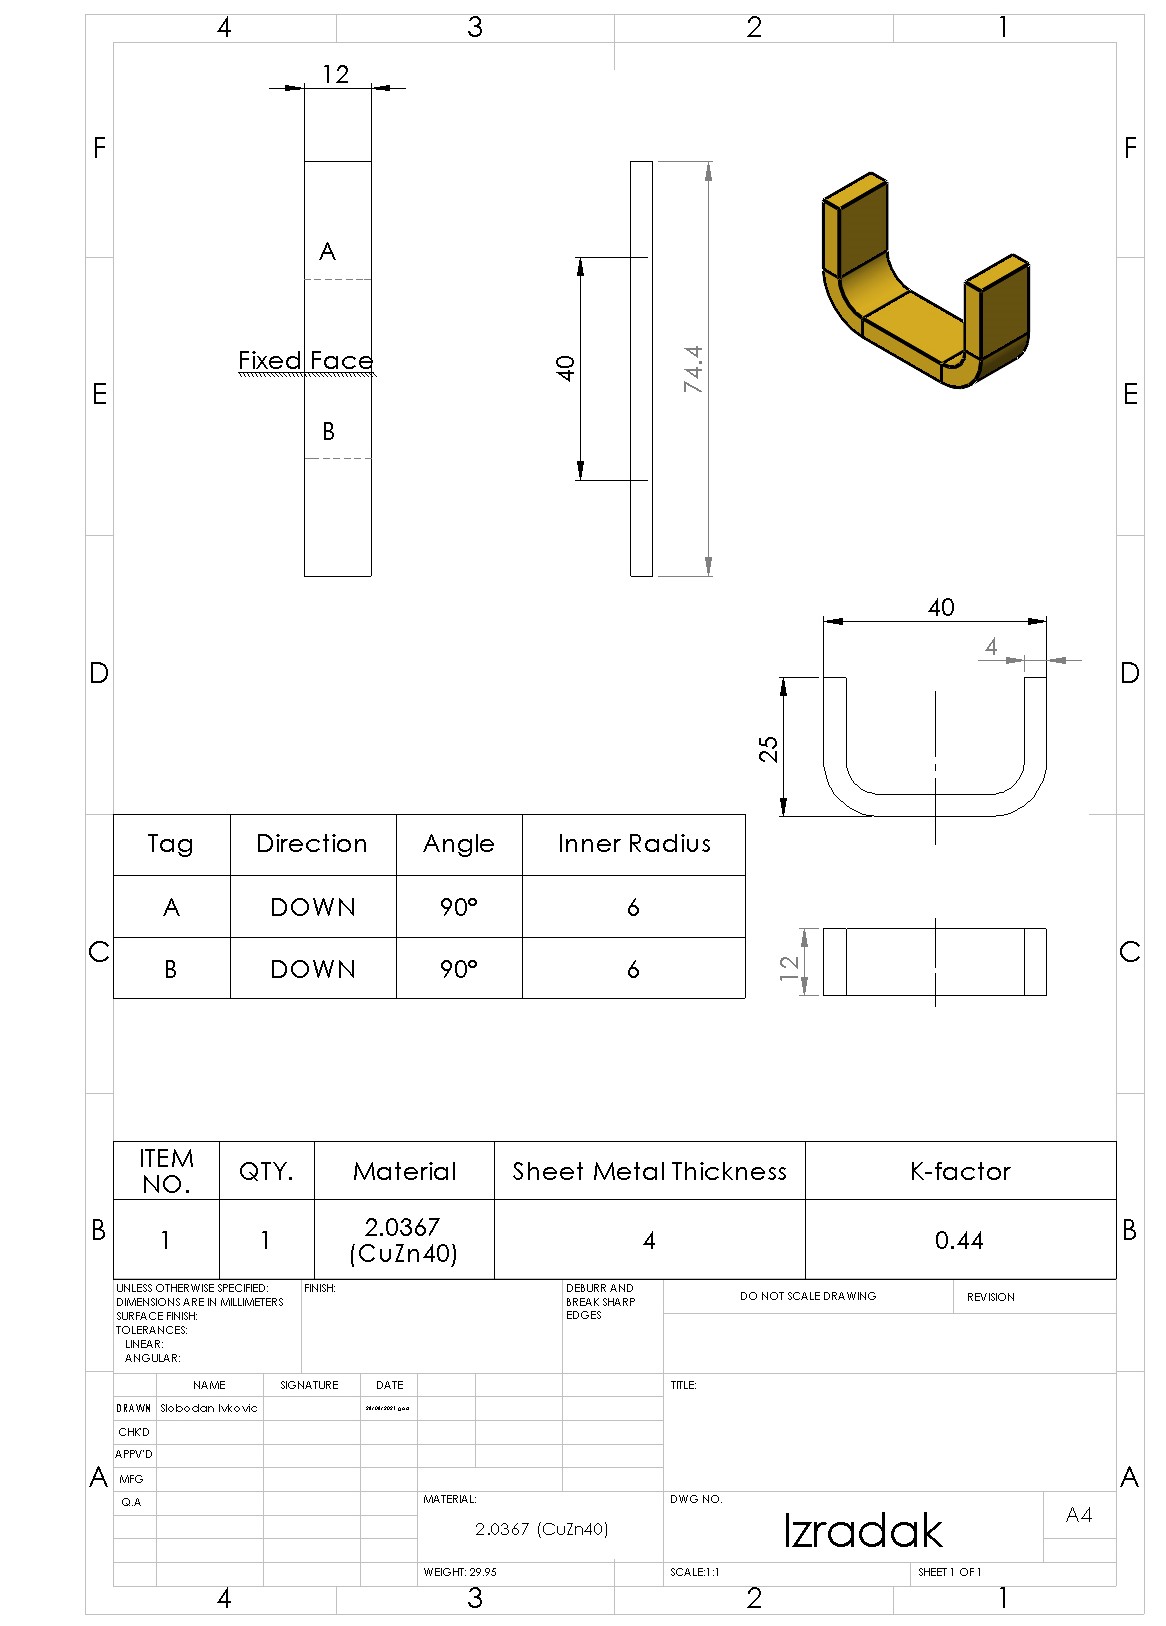 4 3 2 1
12
F F
A
Fixed Face
40
74.4
E E
B
40
4
D D
25
Tag Direction Angle Inner Radius
A DOWN 90° 6
B DOWN 90° 6
C C
12
ITEM NO. QTY. Material Sheet Metal Thickness K-factor
1 1 2.0367 (CuZn40) 4 0.44
B B
UNLESS OTHERWISE SPECIFIED:
DIMENSIONS ARE IN MILLIMETERS
SURFACE FINISH:
TOLERANCES:
LINEAR:
ANGULAR:
FINISH:
DEBURR AND
BREAK SHARP
EDGES
DO NOT SCALE DRAWING
REVISION
NAME SIGNATURE DATE
TITLE:
DRAWN Slobodan Ivkovic
CHK'D
APPV'D
MFG
A A
Q.A
MATERIAL:
2.0367 (CuZn40)
DWG NO.
Izradak
A4
WEIGHT: 29.95
SCALE:1:1
SHEET 1 OF 1
4 3 2 1